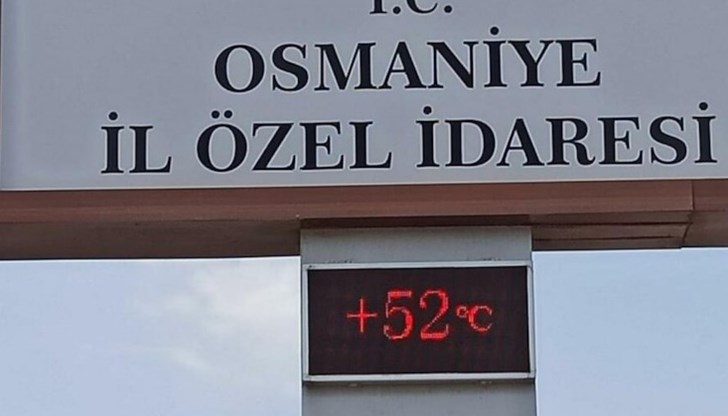 T.C.
OSMANİYE
İL ÖZEL İDARESİ
+52°C